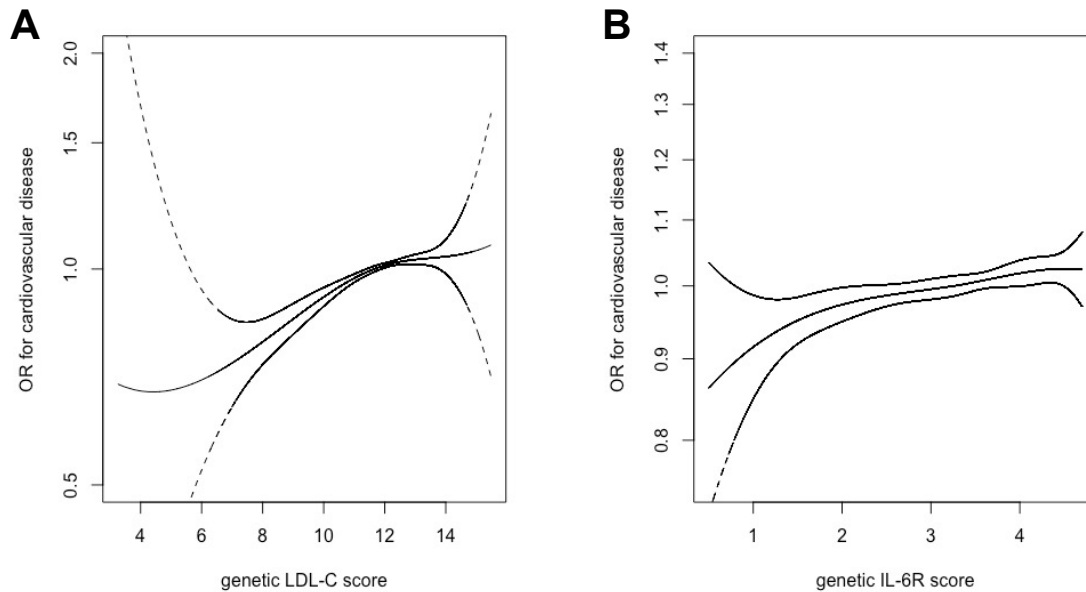 A
OR for cardiovascular disease
2.0
1.5
1.0
0.5
4 6 8 10 12 14
genetic LDL-C score
B
OR for cardiovascular disease
1.4
1.3
1.2
1.1
1.0
0.9
0.8
1 2 3 4
genetic IL-6R score